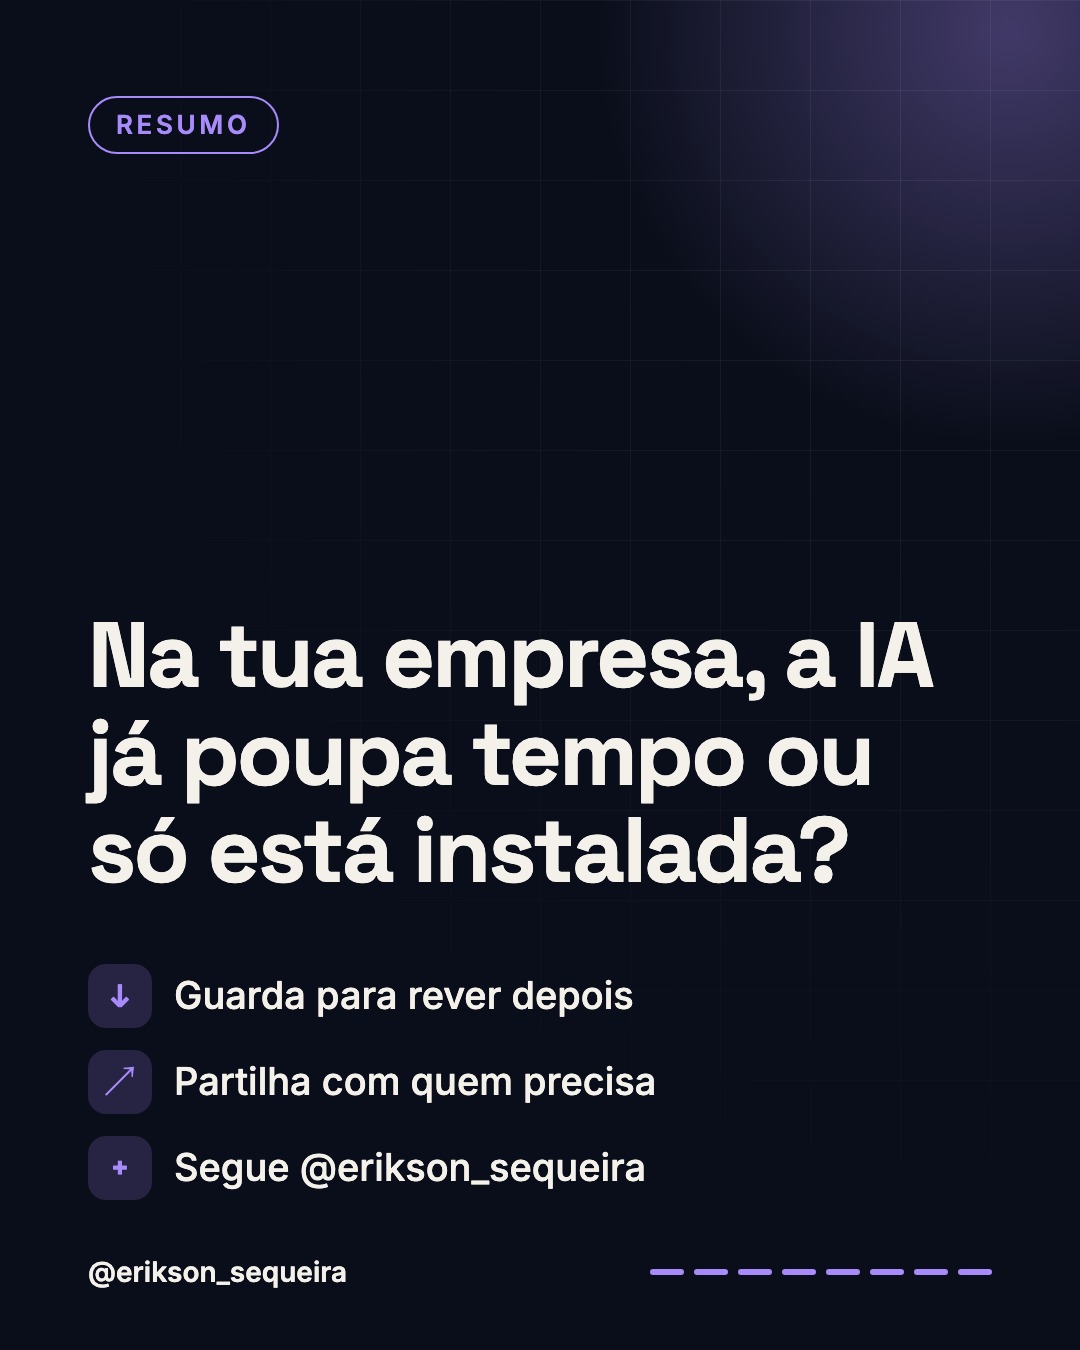 RESUMO
Na tua empresa, a IA
já poupa tempo ou
só está instalada?
↓ Guarda para rever depois
↗ Partilha com quem precisa
+ Segue @erikson_sequeira
@erikson_sequeira